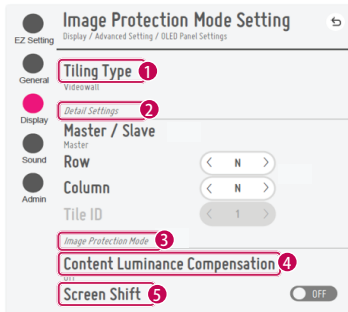 Image Protection Mode Setting
Display / Advanced Setting / OLED Panel Settings
EZ Setting
General
Display
Sound
Admin
Tiling Type 1
Videowall
Detail Settings 2
Master / Slave
Master
Row < N >
Column < N >
Tile ID < 1 >
Image Protection Mode 3
Content Luminance Compensation 4
Off
Screen Shift 5 OFF